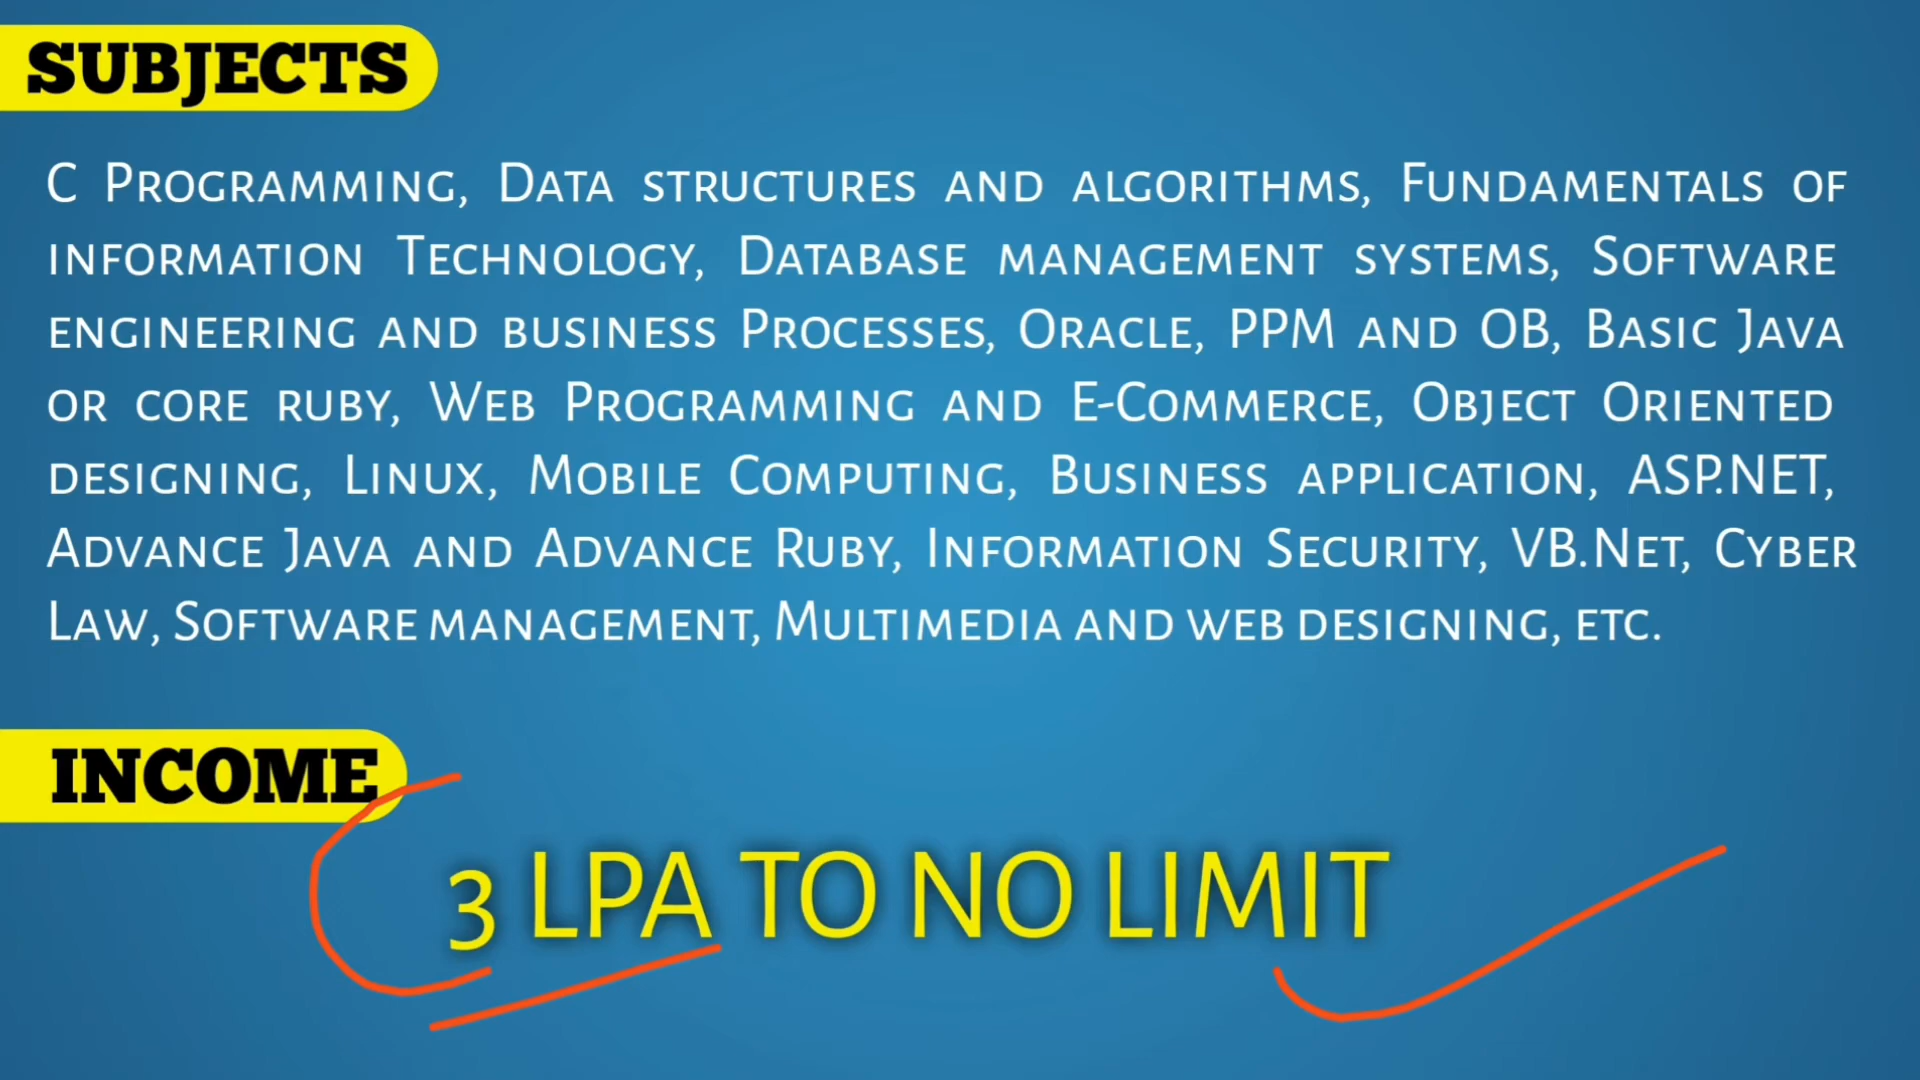 SUBJECTS
C Programming, Data structures and algorithms, Fundamentals of
information Technology, Database management systems, Software
engineering and business Processes, Oracle, PPM and OB, Basic Java
or core ruby, Web Programming and E-Commerce, Object Oriented
designing, Linux, Mobile Computing, Business application, ASP.NET,
Advance Java and Advance Ruby, Information Security, VB.Net, Cyber
Law, Software management, Multimedia and web designing, etc.
INCOME
3 LPA TO NO LIMIT